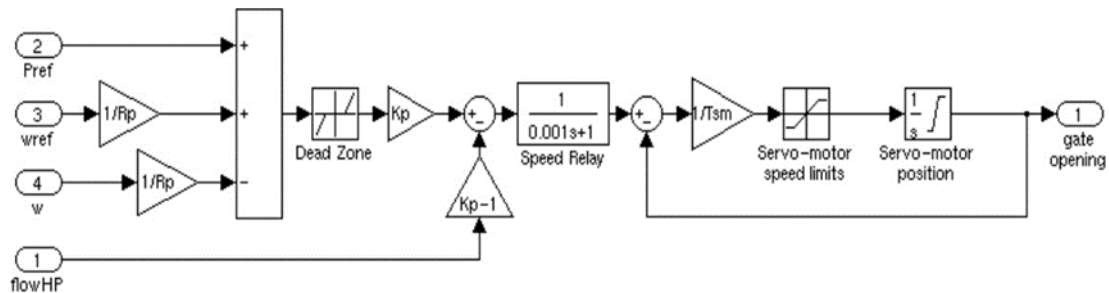 2
Pref
+
3
wref
1/Rp
+
4
w
1/Rp
−
1
flowHP
Dead Zone
Kp
+
−
Kp-1
1
0.001s+1
Speed Relay
+
−
1/Tsm
Servo-motor
speed limits
1
s
Servo-motor
position
1
gate
opening